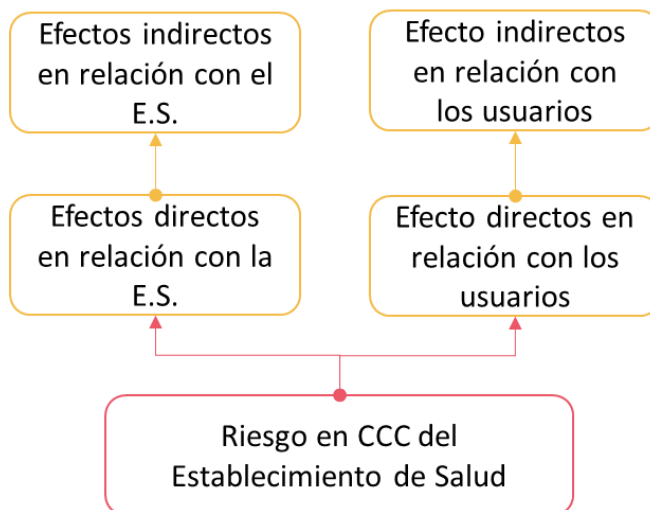 Efectos indirectos
en relación con el
E.S.
Efecto indirectos
en relación con
los usuarios
Efectos directos
en relación con la
E.S.
Efecto directos en
relación con los
usuarios
Riesgo en CCC del
Establecimiento de Salud